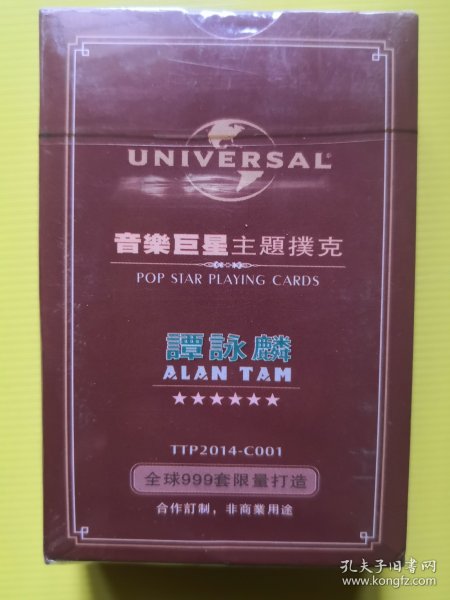 UNIVERSAL
音樂巨星主題撲克
POP STAR PLAYING CARDS
譚詠麟
ALAN TAM
TTP2014-C001
全球999套限量打造
合作訂制，非商業用途
孔夫子旧书网
www.kongfz.com